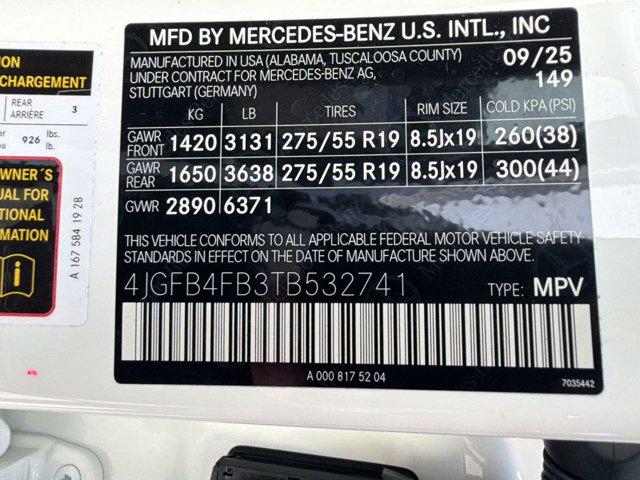 MFD BY MERCEDES-BENZ U.S. INTL., INC
MANUFACTURED IN USA (ALABAMA, TUSCALOOSA COUNTY) 09/25
UNDER CONTRACT FOR MERCEDES-BENZ AG, 149
STUTTGART (GERMANY)
KG LB TIRES RIM SIZE COLD KPA (PSI)
GAWR FRONT 1420 3131 275/55 R19 8.5Jx19 260(38)
GAWR REAR 1650 3638 275/55 R19 8.5Jx19 300(44)
GVWR 2890 6371
THIS VEHICLE CONFORMS TO ALL APPLICABLE FEDERAL MOTOR VEHICLE SAFETY
STANDARDS IN EFFECT ON THE DATE OF MANUFACTURE SHOWN ABOVE.
4JGFB4FB3TB532741 TYPE: MPV
A 000 817 52 04
7035442
CHARGEMENT
REAR
ARRIÈRE 3
926 lbs.
lb.
OWNER´S
FOR
A 167 584 19 28